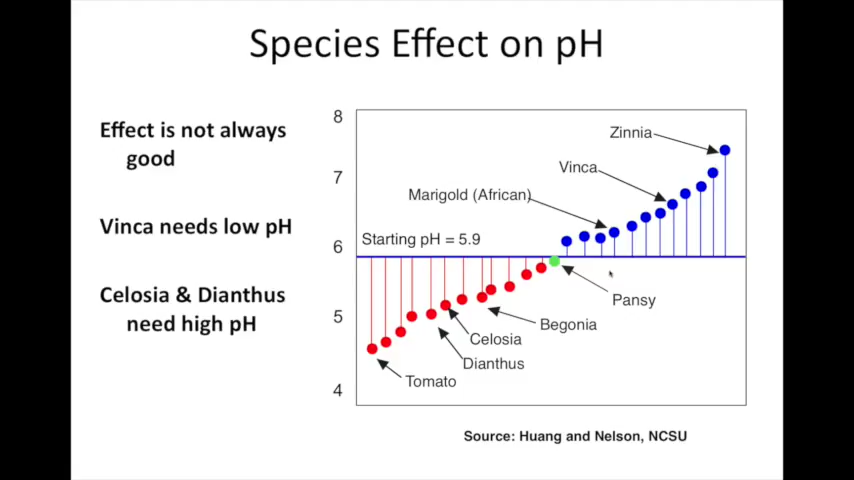 Species Effect on pH
Effect is not always
good
Vinca needs low pH
Celosia & Dianthus
need high pH
8
7
6
5
4
Zinnia
Vinca
Marigold (African)
Starting pH = 5.9
Pansy
Begonia
Celosia
Dianthus
Tomato
Source: Huang and Nelson, NCSU